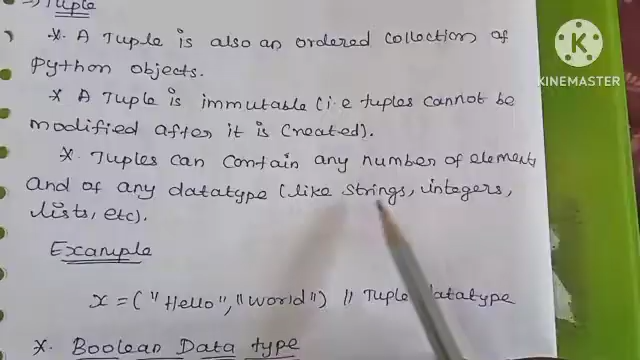 → Tuple
*. A Tuple is also an ordered collection of
Python objects.
* A Tuple is immutable (i.e tuples cannot be
modified after it is created).
*. Tuples can contain any number of elements
and of any datatype (like strings, integers,
lists, etc).
Example
x = ("Hello", "World") // Tuple datatype
*. Boolean Data type
KINEMASTER